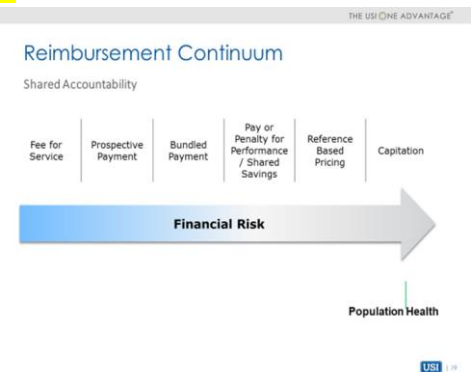 THE USI ONE ADVANTAGE®
Reimbursement Continuum
Shared Accountability
Fee for
Service
Prospective
Payment
Bundled
Payment
Pay or
Penalty for
Performance
/ Shared
Savings
Reference
Based
Pricing
Capitation
Financial Risk
Population Health
USI | 19